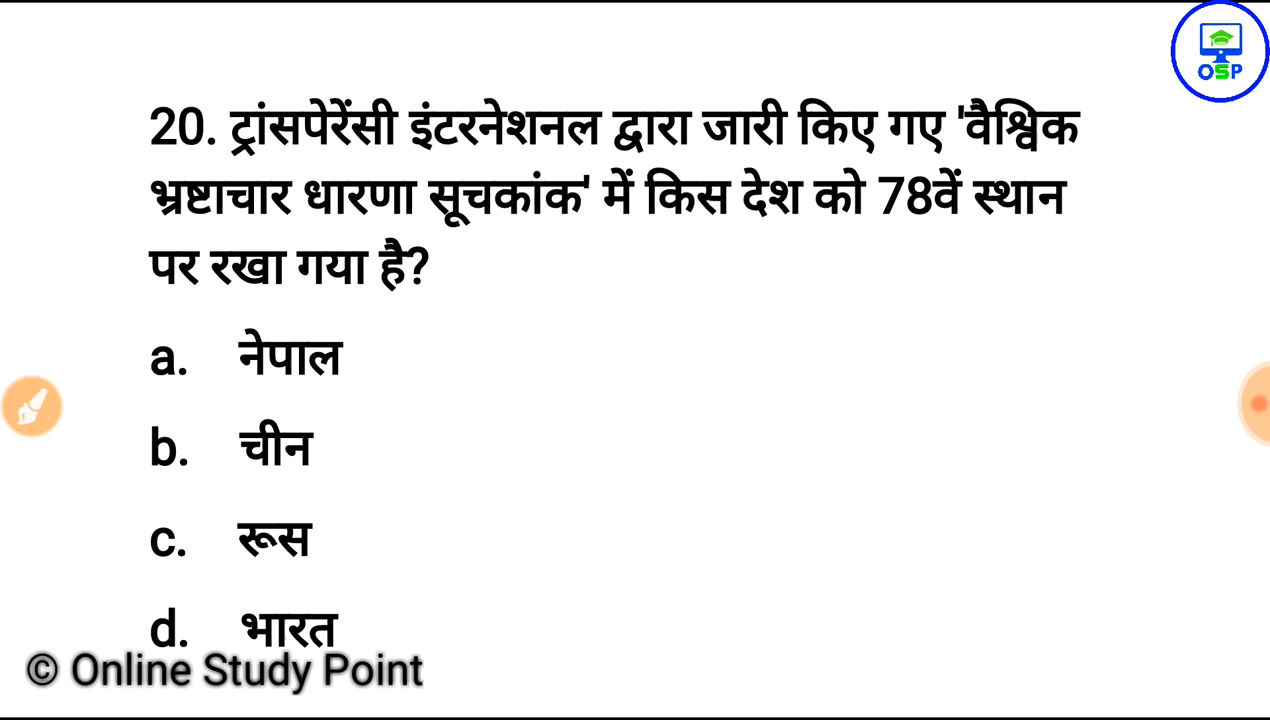 OSP
20. ट्रांसपेरेंसी इंटरनेशनल द्वारा जारी किए गए 'वैश्विक
भ्रष्टाचार धारणा सूचकांक' में किस देश को 78वें स्थान
पर रखा गया है?
a. नेपाल
b. चीन
c. रूस
d. भारत
© Online Study Point